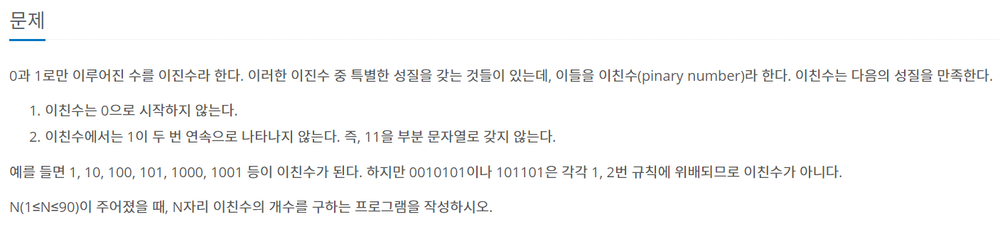 문제
0과 1로만 이루어진 수를 이진수라 한다. 이러한 이진수 중 특별한 성질을 갖는 것들이 있는데, 이들을 이친수(pinary number)라 한다. 이친수는 다음의 성질을 만족한다.
1. 이친수는 0으로 시작하지 않는다.
2. 이친수에서는 1이 두 번 연속으로 나타나지 않는다. 즉, 11을 부분 문자열로 갖지 않는다.
예를 들면 1, 10, 100, 101, 1000, 1001 등이 이친수가 된다. 하지만 0010101이나 101101은 각각 1, 2번 규칙에 위배되므로 이친수가 아니다.
N(1≤N≤90)이 주어졌을 때, N자리 이친수의 개수를 구하는 프로그램을 작성하시오.